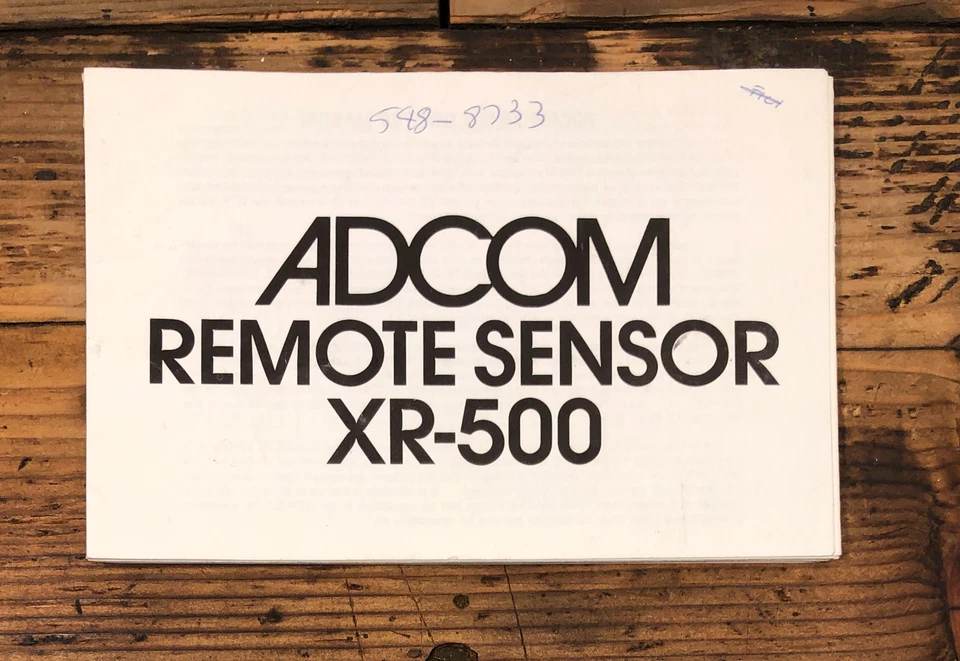 548-8733
ADCOM
REMOTE SENSOR
XR-500